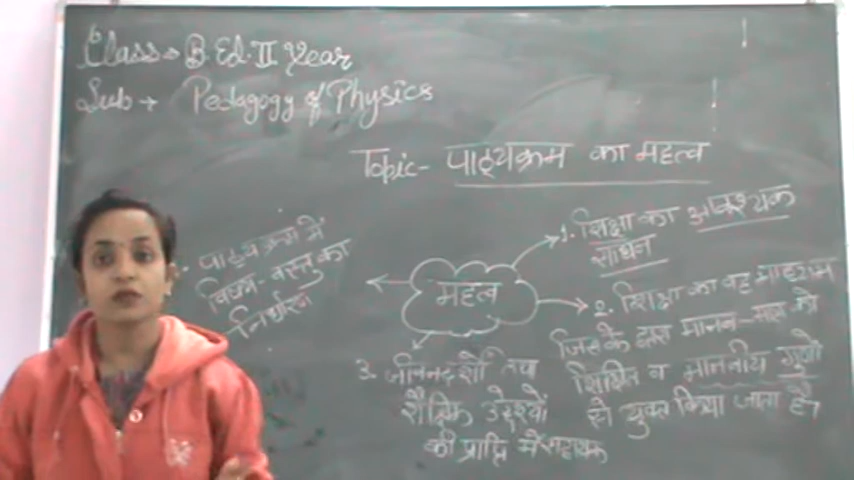 Class → B.Ed. II Year
Sub → Pedagogy of Physics
Topic - पाठ्यक्रम का महत्व
1. शिक्षा का आवश्यक
साधन
महत्व
2. शिक्षा का वह माध्यम
जिसके द्वारा मानव-मात्र को
शिक्षित व मानवीय गुणों
से युक्त किया जाता है।
3. जीवनदर्शों तथा
शैक्षिक उद्देश्यों
की प्राप्ति में सहायक
पाठ्यक्रम में
विषय-वस्तु का
निर्धारण